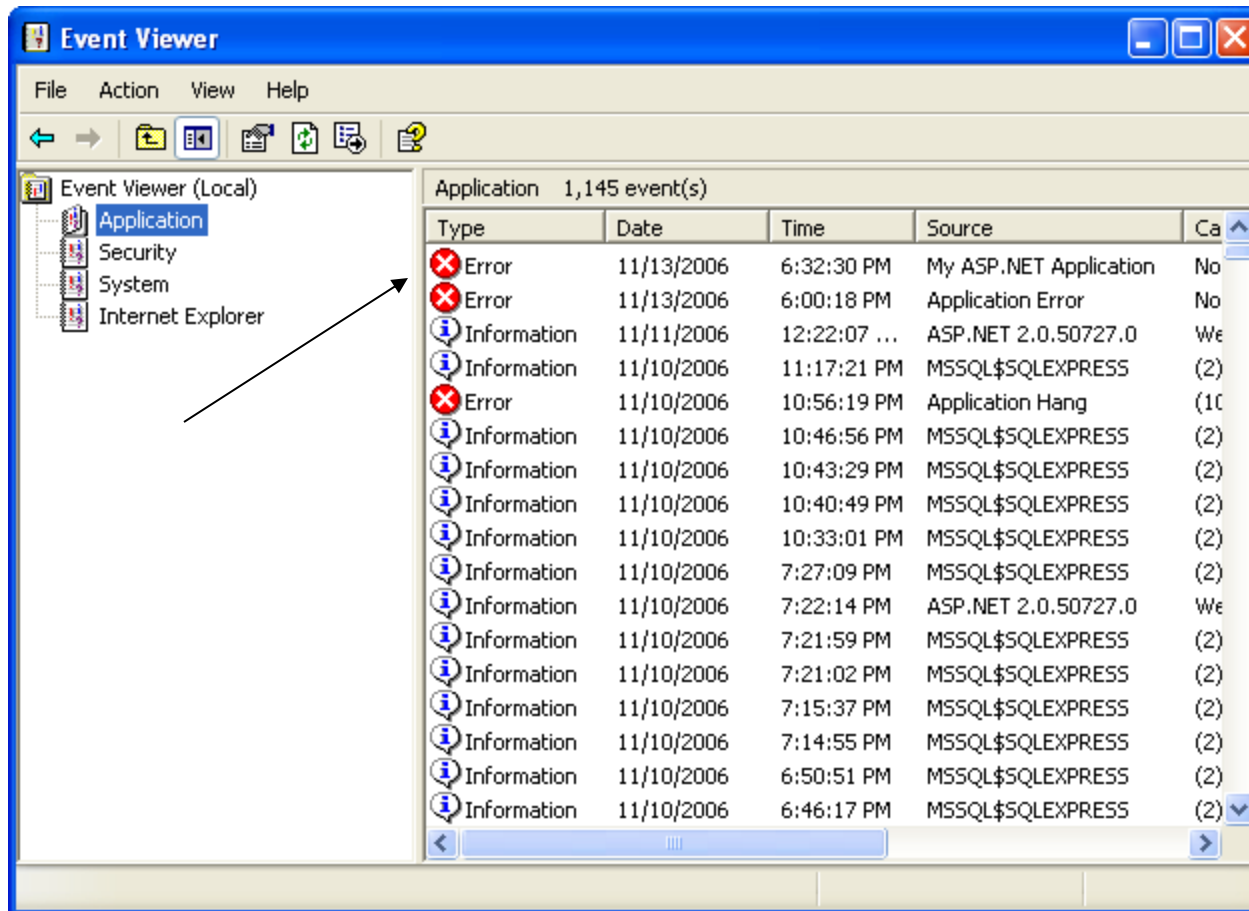 Event Viewer
File Action View Help
Event Viewer (Local)
Application
Security
System
Internet Explorer
Application 1,145 event(s)
Type Date Time Source Ca
Error 11/13/2006 6:32:30 PM My ASP.NET Application No
Error 11/13/2006 6:00:18 PM Application Error No
Information 11/11/2006 12:22:07 ... ASP.NET 2.0.50727.0 We
Information 11/10/2006 11:17:21 PM MSSQL$SQLEXPRESS (2)
Error 11/10/2006 10:56:19 PM Application Hang (10
Information 11/10/2006 10:46:56 PM MSSQL$SQLEXPRESS (2)
Information 11/10/2006 10:43:29 PM MSSQL$SQLEXPRESS (2)
Information 11/10/2006 10:40:49 PM MSSQL$SQLEXPRESS (2)
Information 11/10/2006 10:33:01 PM MSSQL$SQLEXPRESS (2)
Information 11/10/2006 7:27:09 PM MSSQL$SQLEXPRESS (2)
Information 11/10/2006 7:22:14 PM ASP.NET 2.0.50727.0 We
Information 11/10/2006 7:21:59 PM MSSQL$SQLEXPRESS (2)
Information 11/10/2006 7:21:02 PM MSSQL$SQLEXPRESS (2)
Information 11/10/2006 7:15:37 PM MSSQL$SQLEXPRESS (2)
Information 11/10/2006 7:14:55 PM MSSQL$SQLEXPRESS (2)
Information 11/10/2006 6:50:51 PM MSSQL$SQLEXPRESS (2)
Information 11/10/2006 6:46:17 PM MSSQL$SQLEXPRESS (2)